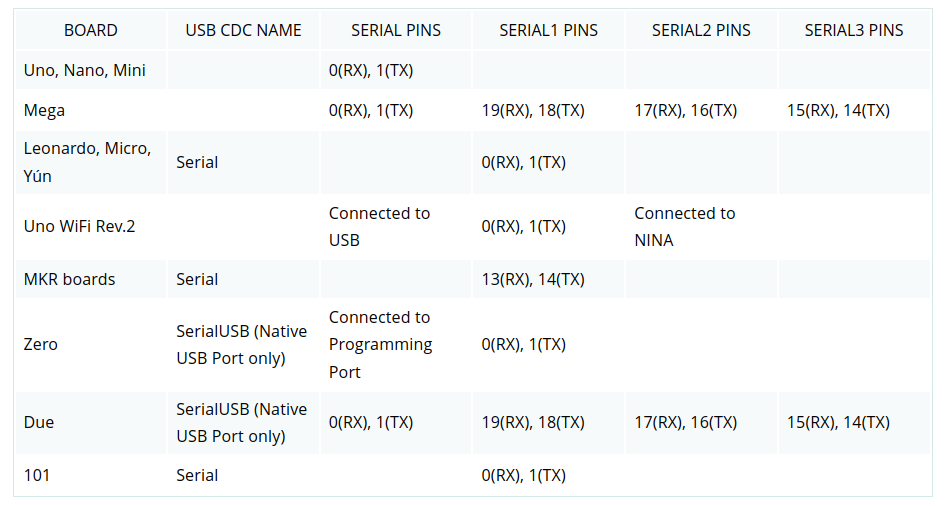 BOARD USB CDC NAME SERIAL PINS SERIAL1 PINS SERIAL2 PINS SERIAL3 PINS
Uno, Nano, Mini 0(RX), 1(TX)
Mega 0(RX), 1(TX) 19(RX), 18(TX) 17(RX), 16(TX) 15(RX), 14(TX)
Leonardo, Micro,
Yún
Serial 0(RX), 1(TX)
Uno WiFi Rev.2
Connected to
USB
0(RX), 1(TX)
Connected to
NINA
MKR boards Serial 13(RX), 14(TX)
Zero
SerialUSB (Native
USB Port only)
Connected to
Programming
Port
0(RX), 1(TX)
Due
SerialUSB (Native
USB Port only)
0(RX), 1(TX) 19(RX), 18(TX) 17(RX), 16(TX) 15(RX), 14(TX)
101 Serial 0(RX), 1(TX)